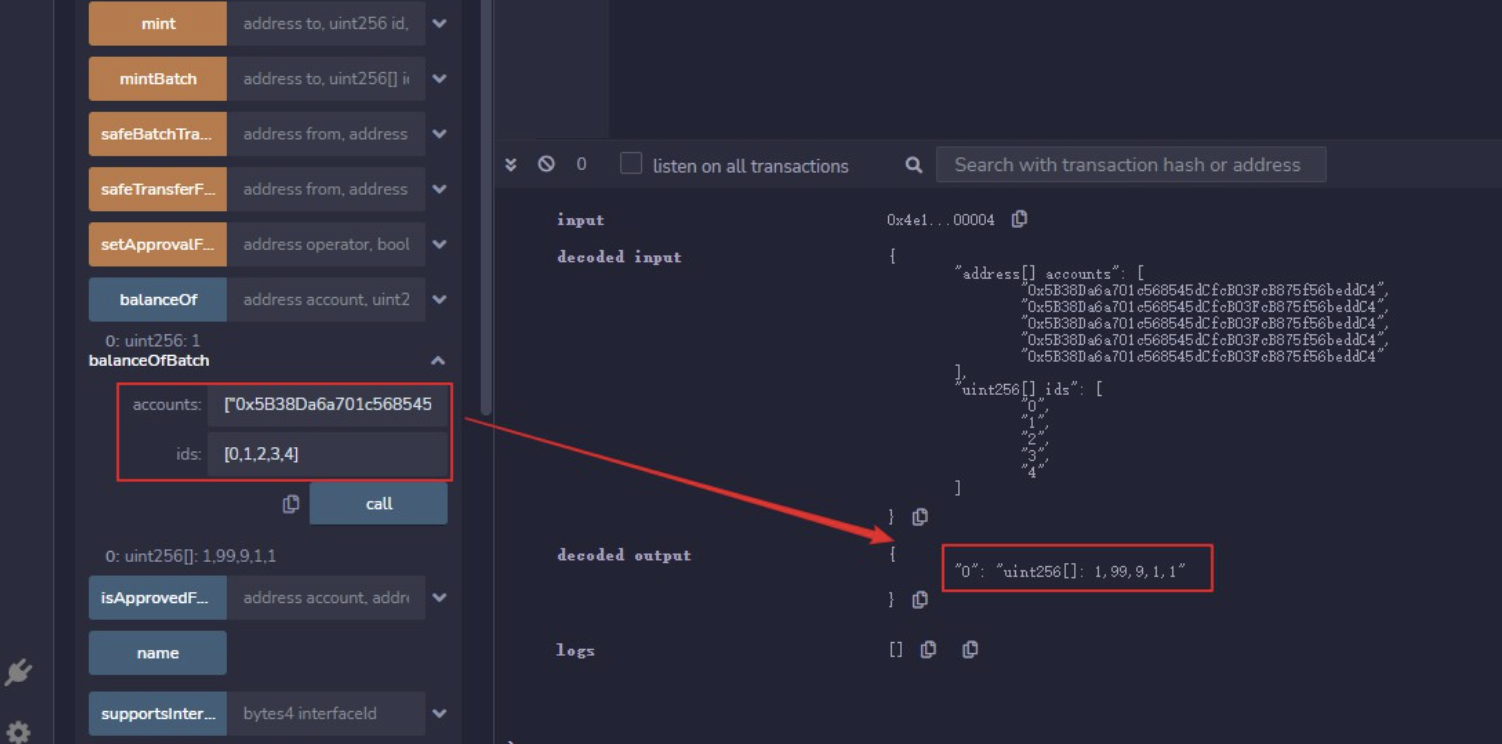 mint address to, uint256 id,
mintBatch address to, uint256[] i
safeBatchTra... address from, address
safeTransferF... address from, address
setApprovalF... address operator, bool
balanceOf address account, uint2
0: uint256: 1
balanceOfBatch
accounts: ["0x5B38Da6a701c568545
ids: [0,1,2,3,4]
call
0: uint256[]: 1,99,9,1,1
isApprovedF... address account, addr
name
supportsInter... bytes4 interfaceId
0 listen on all transactions Search with transaction hash or address
input 0x4e1...00004
decoded input {
"address[] accounts": [
"0x5B38Da6a701c568545dCfcB03FcB875f56beddC4",
"0x5B38Da6a701c568545dCfcB03FcB875f56beddC4",
"0x5B38Da6a701c568545dCfcB03FcB875f56beddC4",
"0x5B38Da6a701c568545dCfcB03FcB875f56beddC4",
"0x5B38Da6a701c568545dCfcB03FcB875f56beddC4"
],
"uint256[] ids": [
"0",
"1",
"2",
"3",
"4"
]
}
decoded output {
"0": "uint256[]: 1,99,9,1,1"
}
logs []